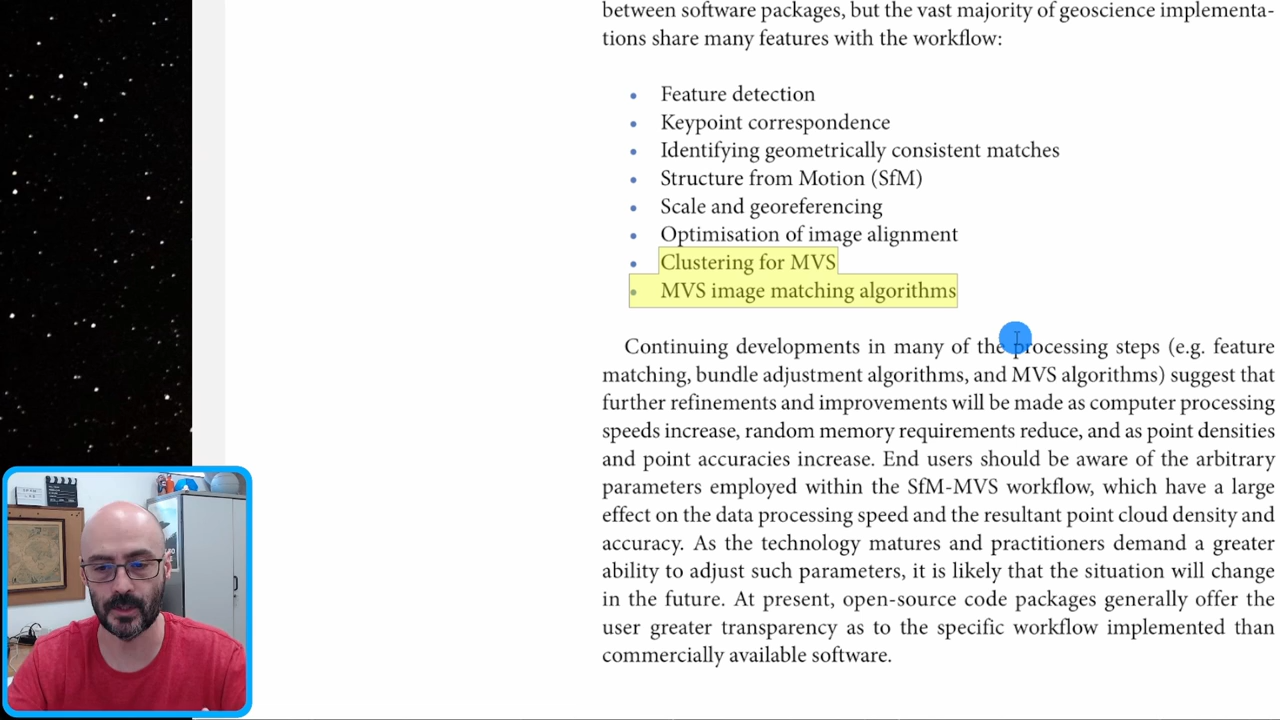 between software packages, but the vast majority of geoscience implementa-
tions share many features with the workflow:
• Feature detection
• Keypoint correspondence
• Identifying geometrically consistent matches
• Structure from Motion (SfM)
• Scale and georeferencing
• Optimisation of image alignment
• Clustering for MVS
• MVS image matching algorithms
Continuing developments in many of the processing steps (e.g. feature
matching, bundle adjustment algorithms, and MVS algorithms) suggest that
further refinements and improvements will be made as computer processing
speeds increase, random memory requirements reduce, and as point densities
and point accuracies increase. End users should be aware of the arbitrary
parameters employed within the SfM-MVS workflow, which have a large
effect on the data processing speed and the resultant point cloud density and
accuracy. As the technology matures and practitioners demand a greater
ability to adjust such parameters, it is likely that the situation will change
in the future. At present, open-source code packages generally offer the
user greater transparency as to the specific workflow implemented than
commercially available software.